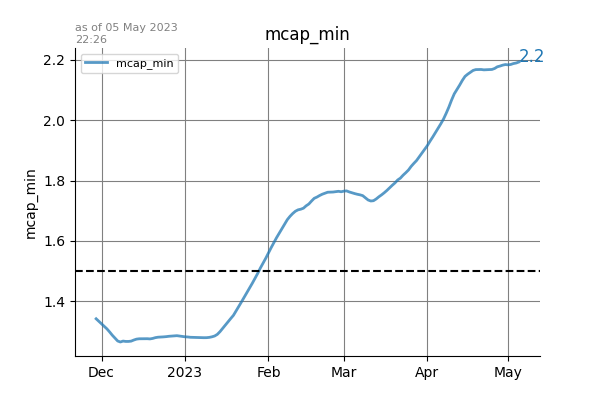 as of 05 May 2023
22:26
mcap_min
mcap_min
2.2
2.2
2.0
1.8
1.6
1.4
mcap_min
Dec
2023
Feb
Mar
Apr
May